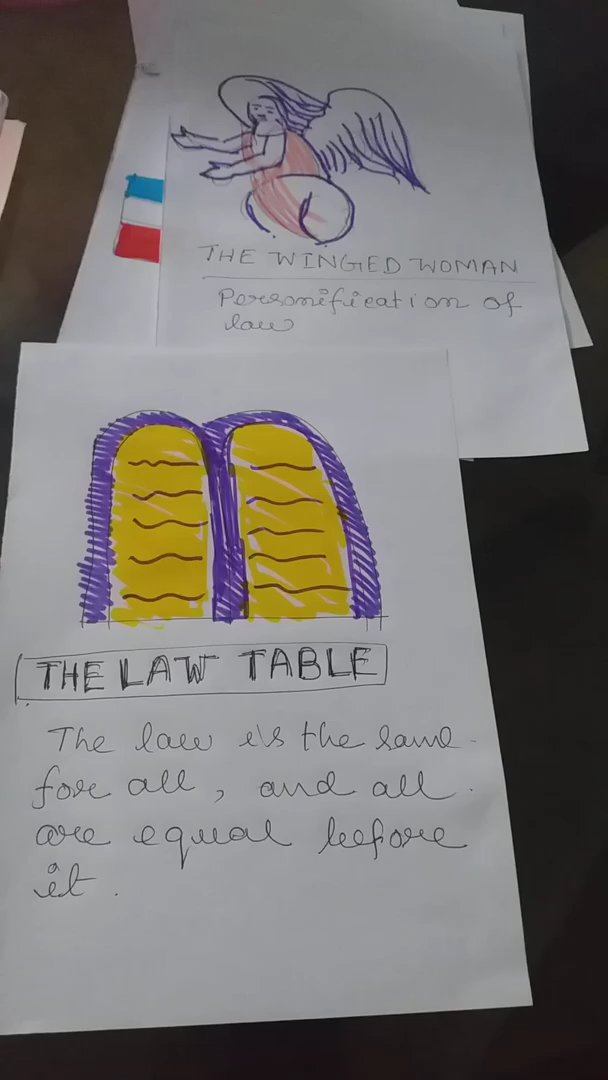 THE WINGED WOMAN
Personification of
law
THE LAW TABLE
The law is the same
for all, and all
are equal before
it.